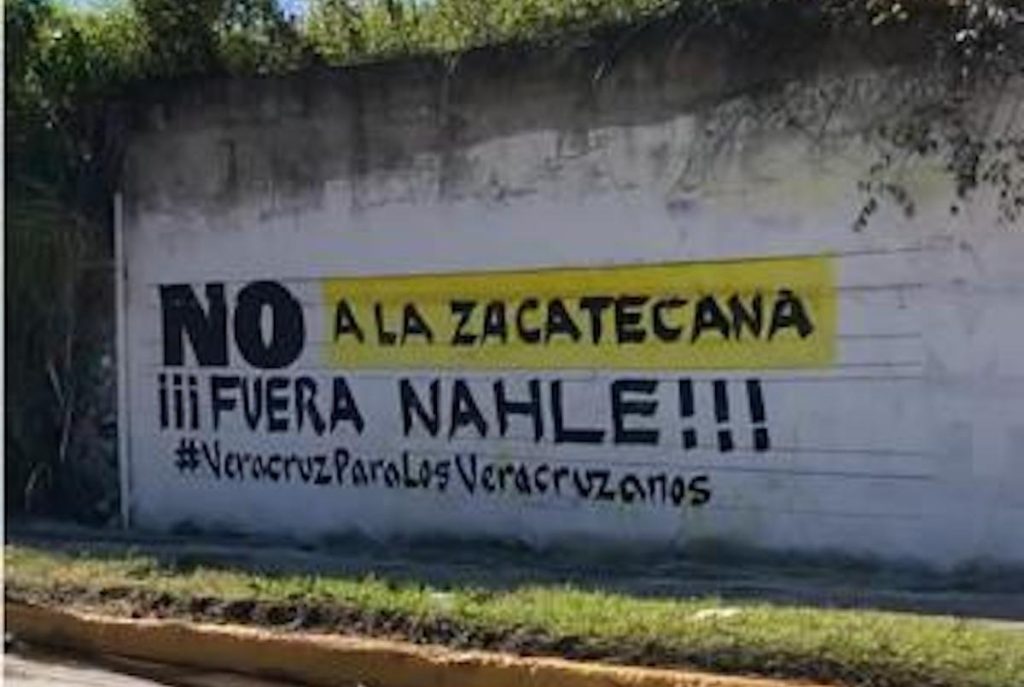 NO A LA ZACATECANA
¡¡¡FUERA NAHLE!!!
#VeracruzParaLosVeracruzanos